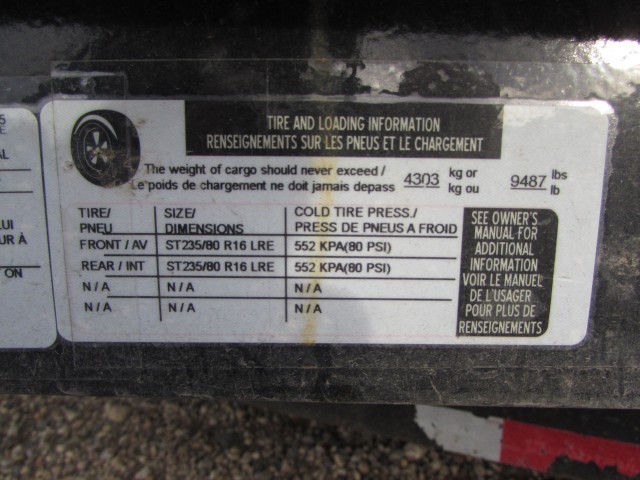 TIRE AND LOADING INFORMATION
RENSEIGNEMENTS SUR LES PNEUS ET LE CHARGEMENT
The weight of cargo should never exceed / 4303 kg or 9487 lbs
Le poids de chargement ne doit jamais depass kg ou lb
TIRE/ SIZE/ COLD TIRE PRESS./
PNEU DIMENSIONS PRESS DE PNEUS A FROID
FRONT / AV ST235/80 R16 LRE 552 KPA(80 PSI)
REAR / INT ST235/80 R16 LRE 552 KPA(80 PSI)
N / A N / A N / A
N / A N / A N / A
SEE OWNER'S
MANUAL FOR
ADDITIONAL
INFORMATION
VOIR LE MANUEL
DE L'USAGER
POUR PLUS DE
RENSEIGNEMENTS